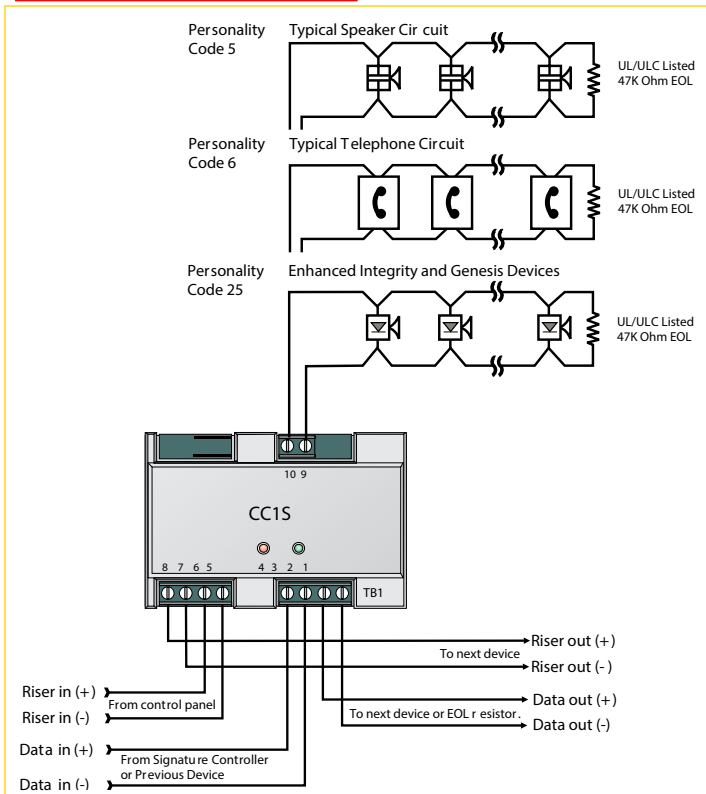 Personality Code 5
Typical Speaker Cir cuit
UL/ULC Listed
47K Ohm EOL
Personality Code 6
Typical Telephone Circuit
UL/ULC Listed
47K Ohm EOL
Personality Code 25
Enhanced Integrity and Genesis Devices
UL/ULC Listed
47K Ohm EOL
10 9
CC1S
8 7 6 5 4 3 2 1
TB1
Riser out (+)
To next device
Riser out (-)
Riser in (+)
From control panel
Riser in (-)
Data out (+)
To next device or EOL r esistor.
Data out (-)
Data in (+)
From Signature Controller
or Previous Device
Data in (-)